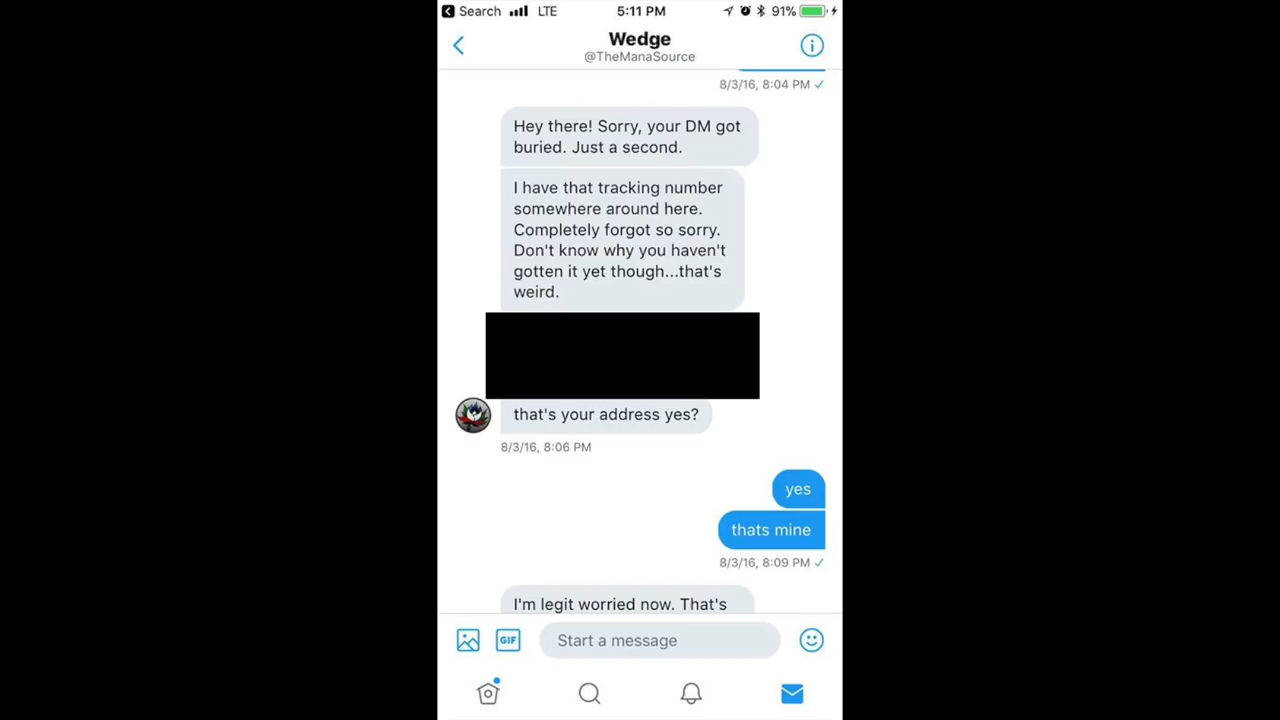 Search LTE 5:11 PM 91%
Wedge
@TheManaSource
8/3/16, 8:04 PM ✓
Hey there! Sorry, your DM got
buried. Just a second.
I have that tracking number
somewhere around here.
Completely forgot so sorry.
Don't know why you haven't
gotten it yet though...that's
weird.
that's your address yes?
8/3/16, 8:06 PM
yes
thats mine
8/3/16, 8:09 PM ✓
I'm legit worried now. That's
GIF Start a message